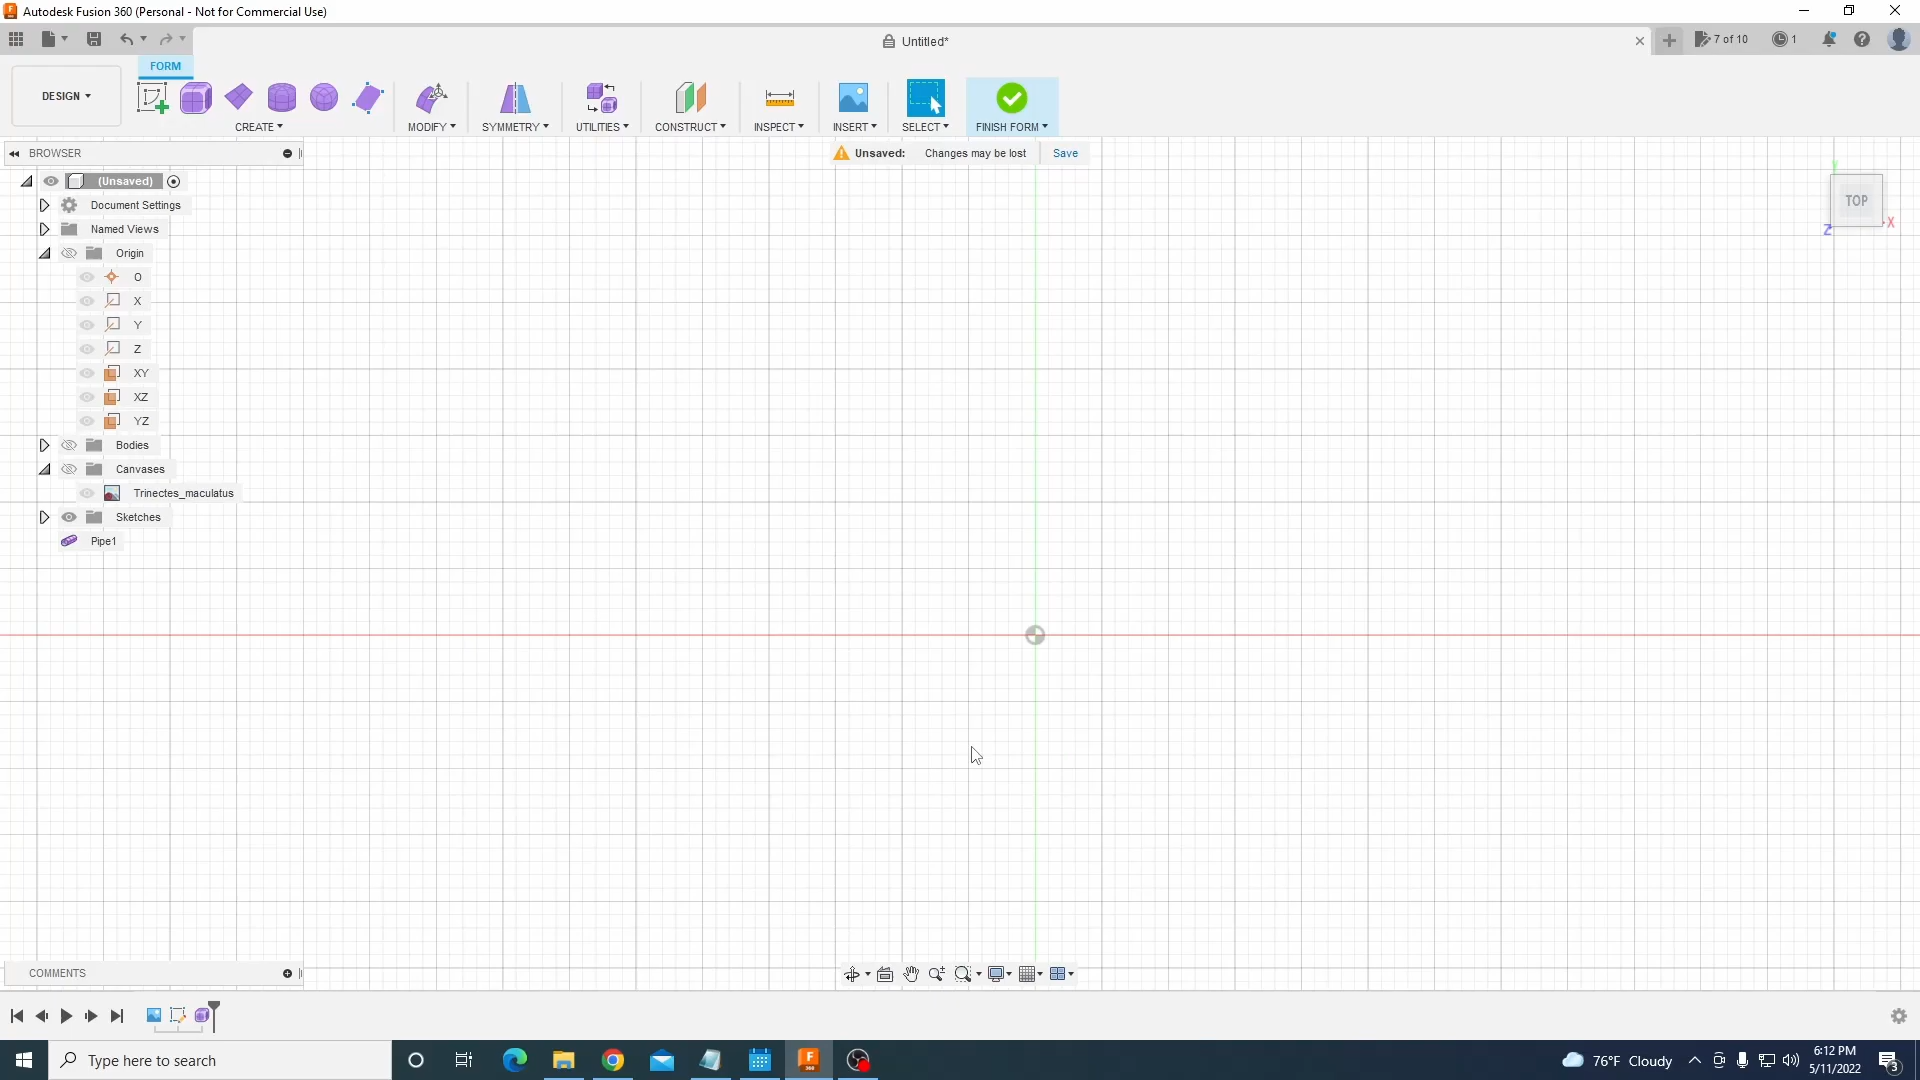 Autodesk Fusion 360 (Personal - Not for Commercial Use)
Untitled*
7 of 10
1
FORM
DESIGN
CREATE
MODIFY
SYMMETRY
UTILITIES
CONSTRUCT
INSPECT
INSERT
SELECT
FINISH FORM
BROWSER
Unsaved: Changes may be lost Save
(Unsaved)
Document Settings
Named Views
Origin
O
X
Y
Z
XY
XZ
YZ
Bodies
Canvases
Trinectes_maculatus
Sketches
Pipe1
Y
TOP
X
Z
COMMENTS
Type here to search
F
360
76°F Cloudy
6:12 PM
5/11/2022
3